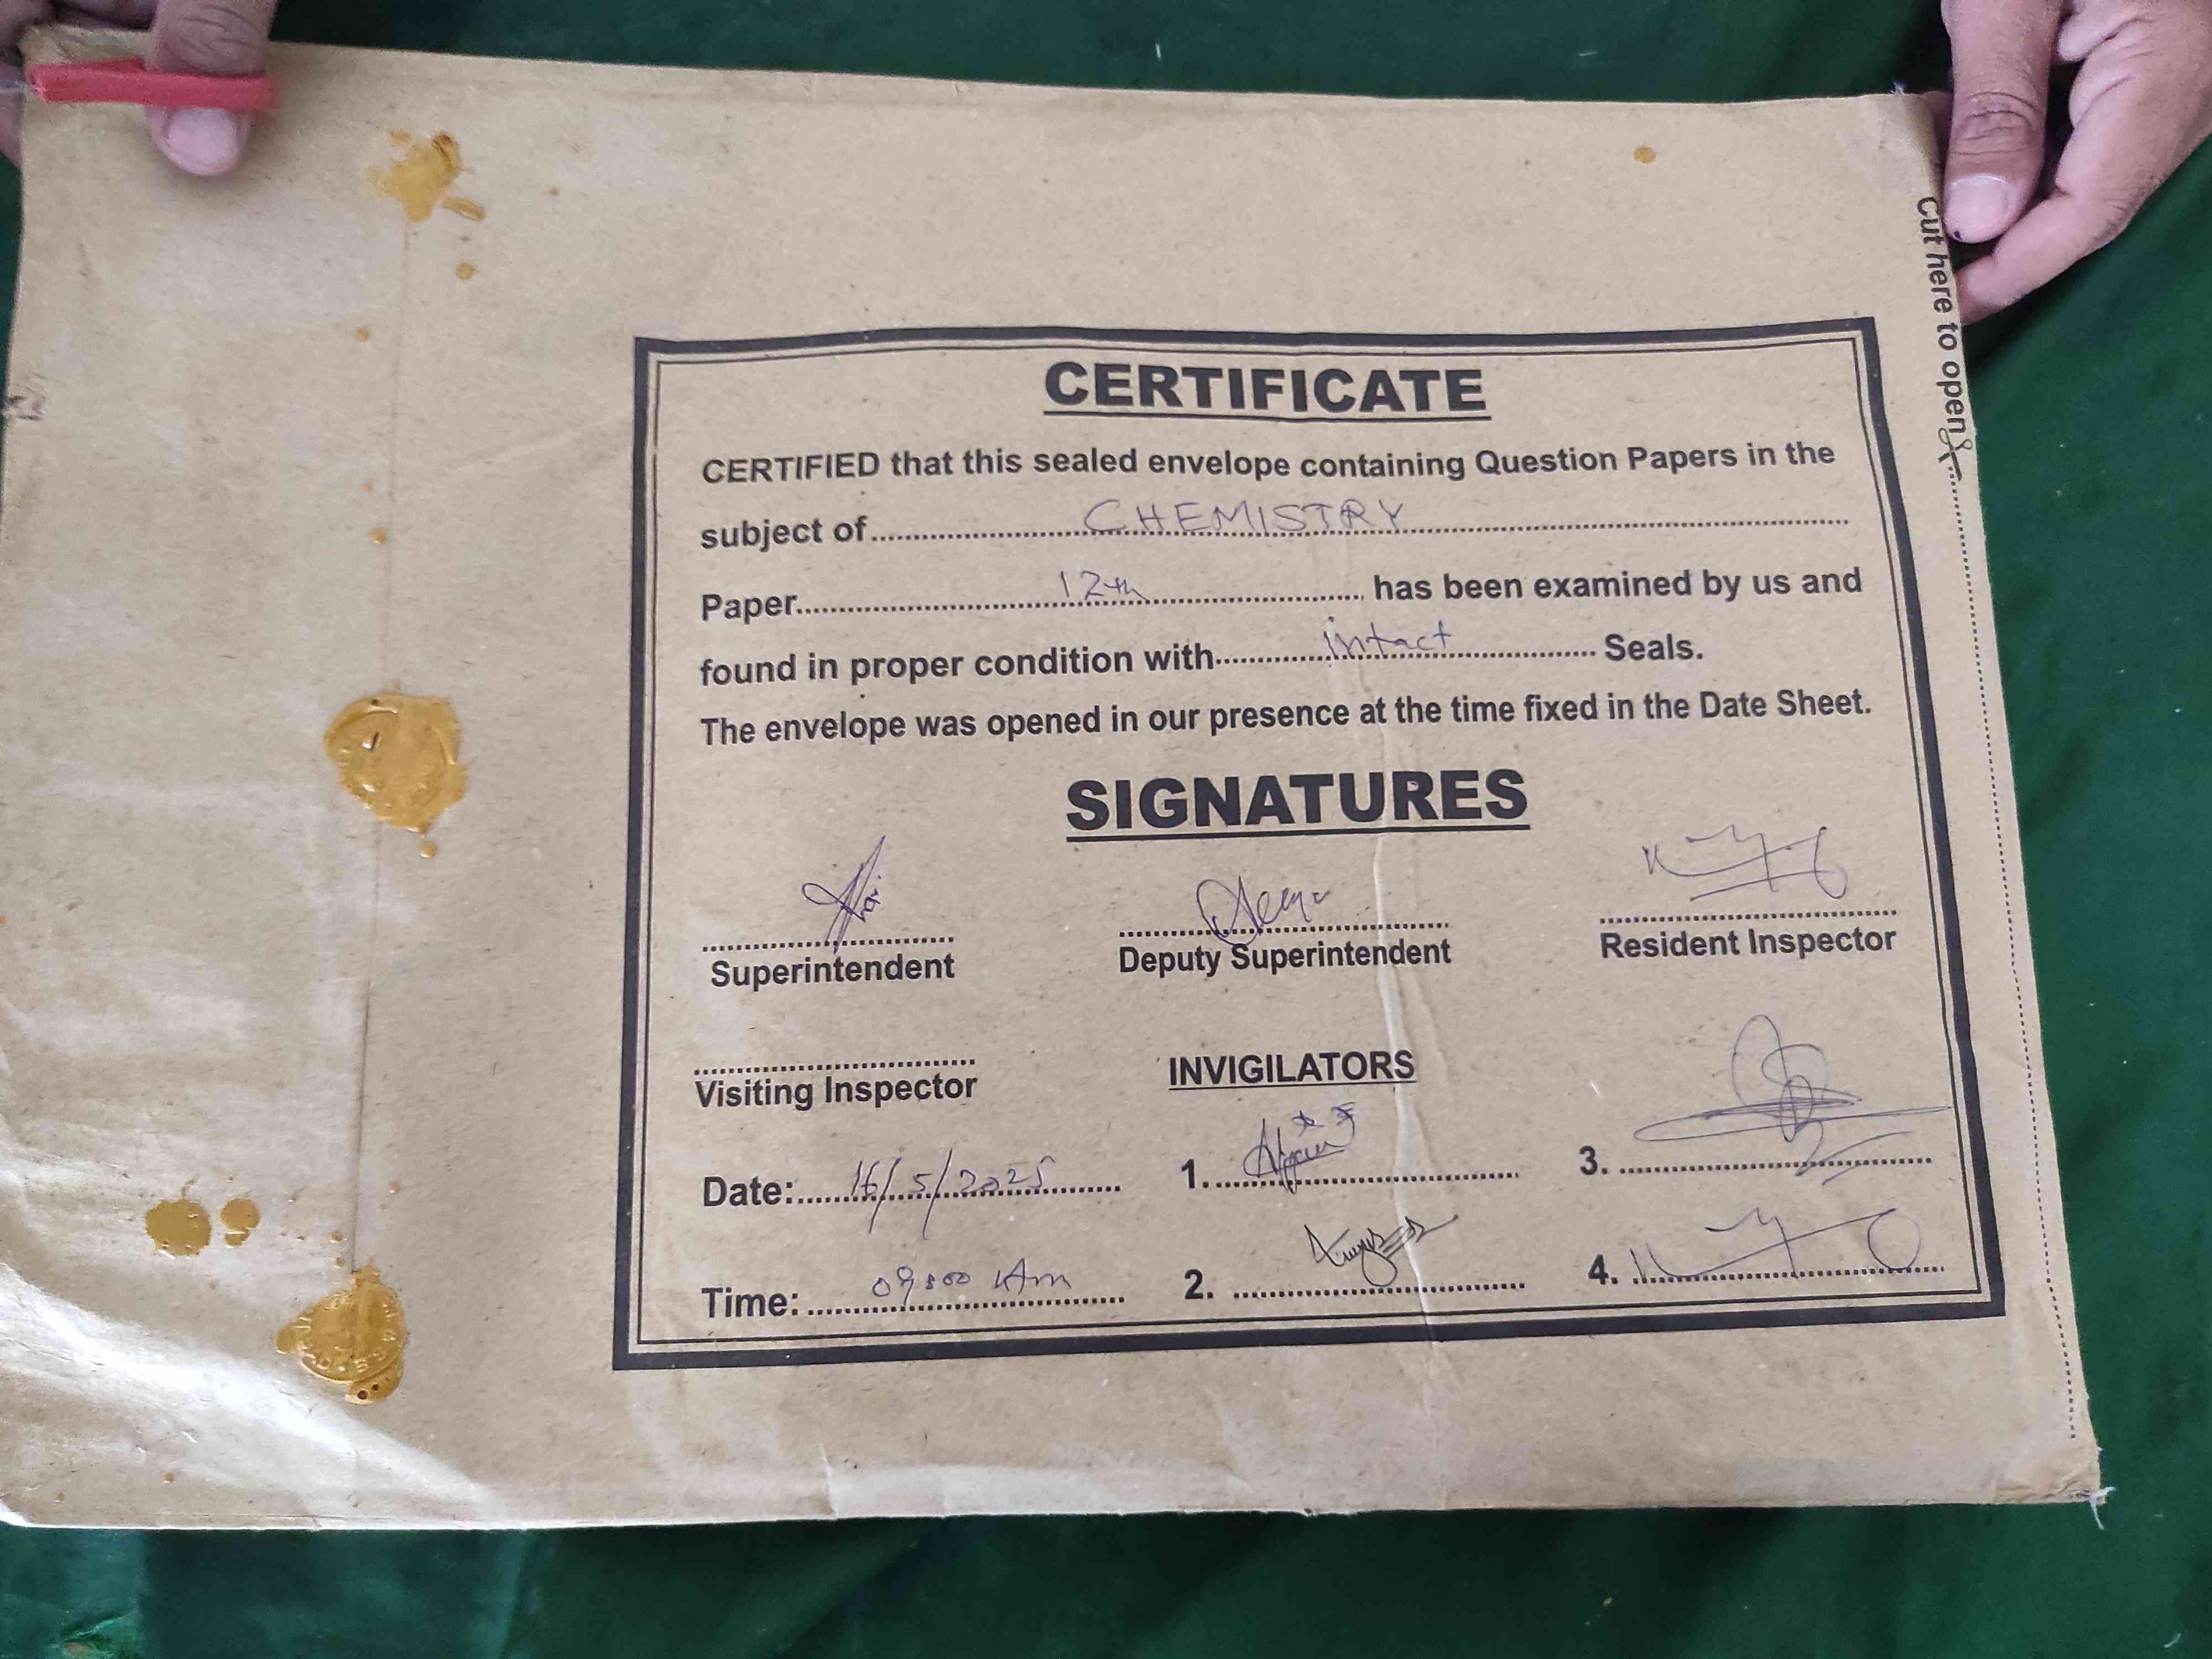 Cut here to open
CERTIFICATE
CERTIFIED that this sealed envelope containing Question Papers in the
subject of CHEMISTRY
Paper 12th has been examined by us and
found in proper condition with intact Seals.
The envelope was opened in our presence at the time fixed in the Date Sheet.
SIGNATURES
Superintendent Deputy Superintendent Resident Inspector
Visiting Inspector INVIGILATORS
Date: 16/5/2025 1. 3.
Time: 09:00 Am 2. 4.